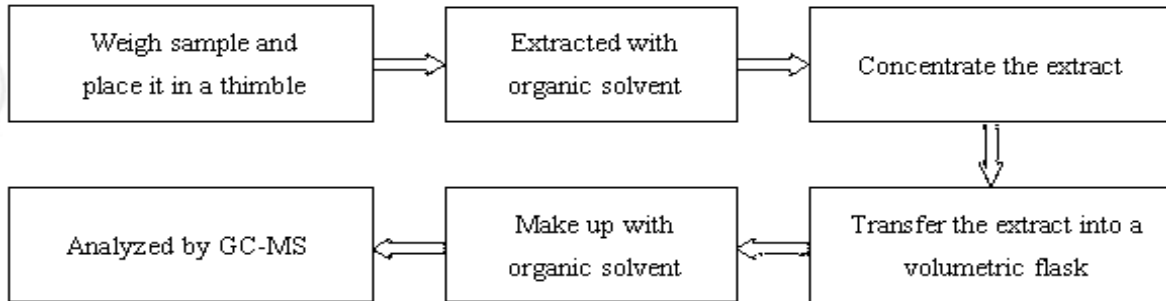 Weigh sample and
place it in a thimble
Extracted with
organic solvent
Concentrate the extract
Transfer the extract into a
volumetric flask
Make up with
organic solvent
Analyzed by GC-MS